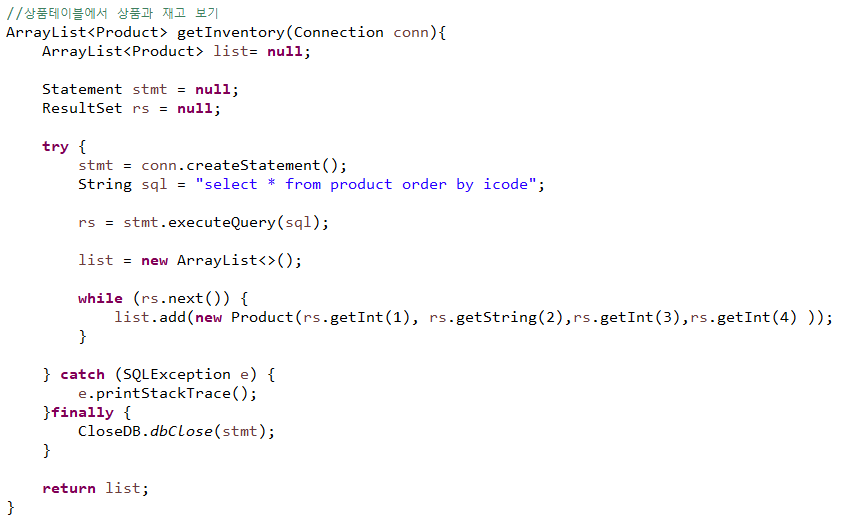 //상품테이블에서 상품과 재고 보기
ArrayList<Product> getInventory(Connection conn){
    ArrayList<Product> list= null;
    Statement stmt = null;
    ResultSet rs = null;
    try {
        stmt = conn.createStatement();
        String sql = "select * from product order by icode";
        rs = stmt.executeQuery(sql);
        list = new ArrayList<>();
        while (rs.next()) {
            list.add(new Product(rs.getInt(1), rs.getString(2),rs.getInt(3),rs.getInt(4) ));
        }
    } catch (SQLException e) {
        e.printStackTrace();
    }finally {
        CloseDB.dbClose(stmt);
    }
    return list;
}